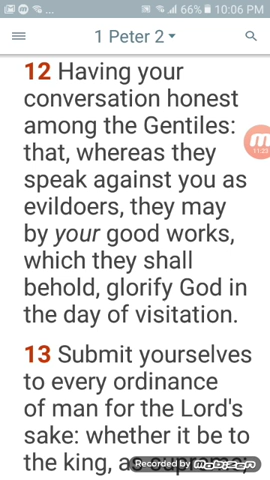 66% 10:06 PM
1 Peter 2
12 Having your
conversation honest
among the Gentiles:
that, whereas they
speak against you as
evildoers, they may
by your good works,
which they shall
behold, glorify God in
the day of visitation.
13 Submit yourselves
to every ordinance
of man for the Lord's
sake: whether it be to
the king, as supreme;
Recorded by MOBIZEN